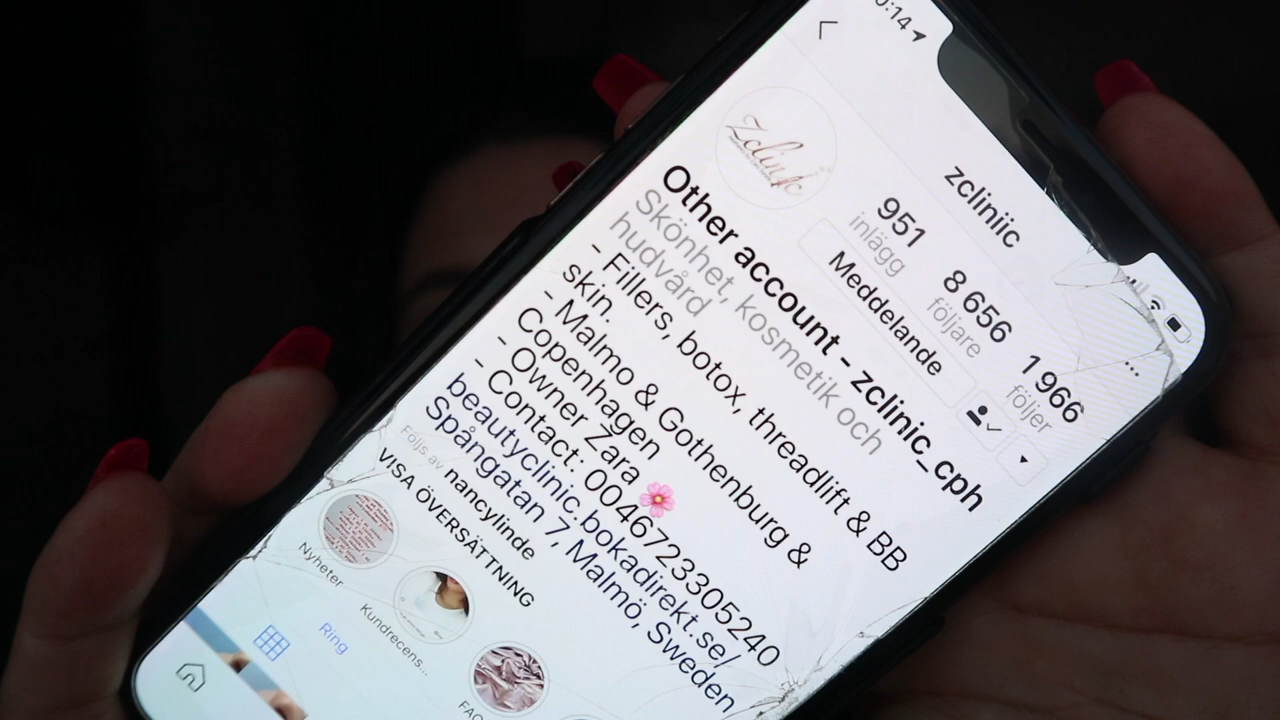 0:14
zcliniic
zclinic
951
inlägg
8 656
följare
1 966
följer
Meddelande
Other account - zclinic_cph
Skönhet, kosmetik och
hudvård
- Fillers, botox, threadlift & BB
skin.
- Malmo & Gothenburg &
Copenhagen
- Owner Zara 🌸
- Contact: 0046723305240
beautyclinic.bokadirekt.se/
Spångatan 7, Malmö, Sweden
Följs av nancylinde
VISA ÖVERSÄTTNING
Nyheter
Kundrecens...
FAQ
Ring